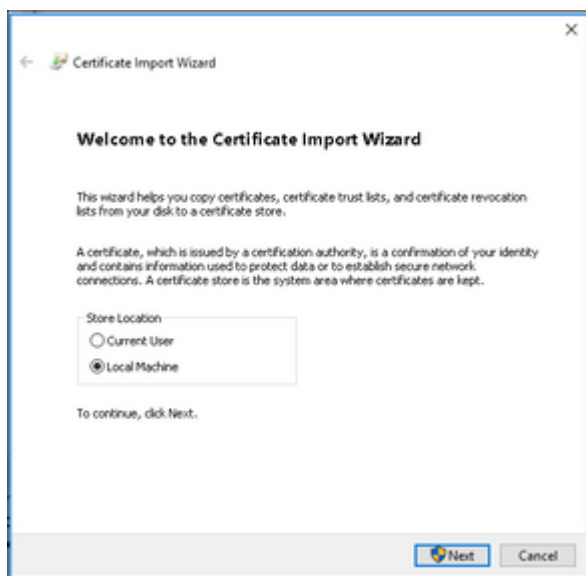 Certificate Import Wizard
Welcome to the Certificate Import Wizard
This wizard helps you copy certificates, certificate trust lists, and certificate revocation
lists from your disk to a certificate store.
A certificate, which is issued by a certification authority, is a confirmation of your identity
and contains information used to protect data or to establish secure network
connections. A certificate store is the system area where certificates are kept.
Store Location
Current User
Local Machine
To continue, click Next.
Next
Cancel